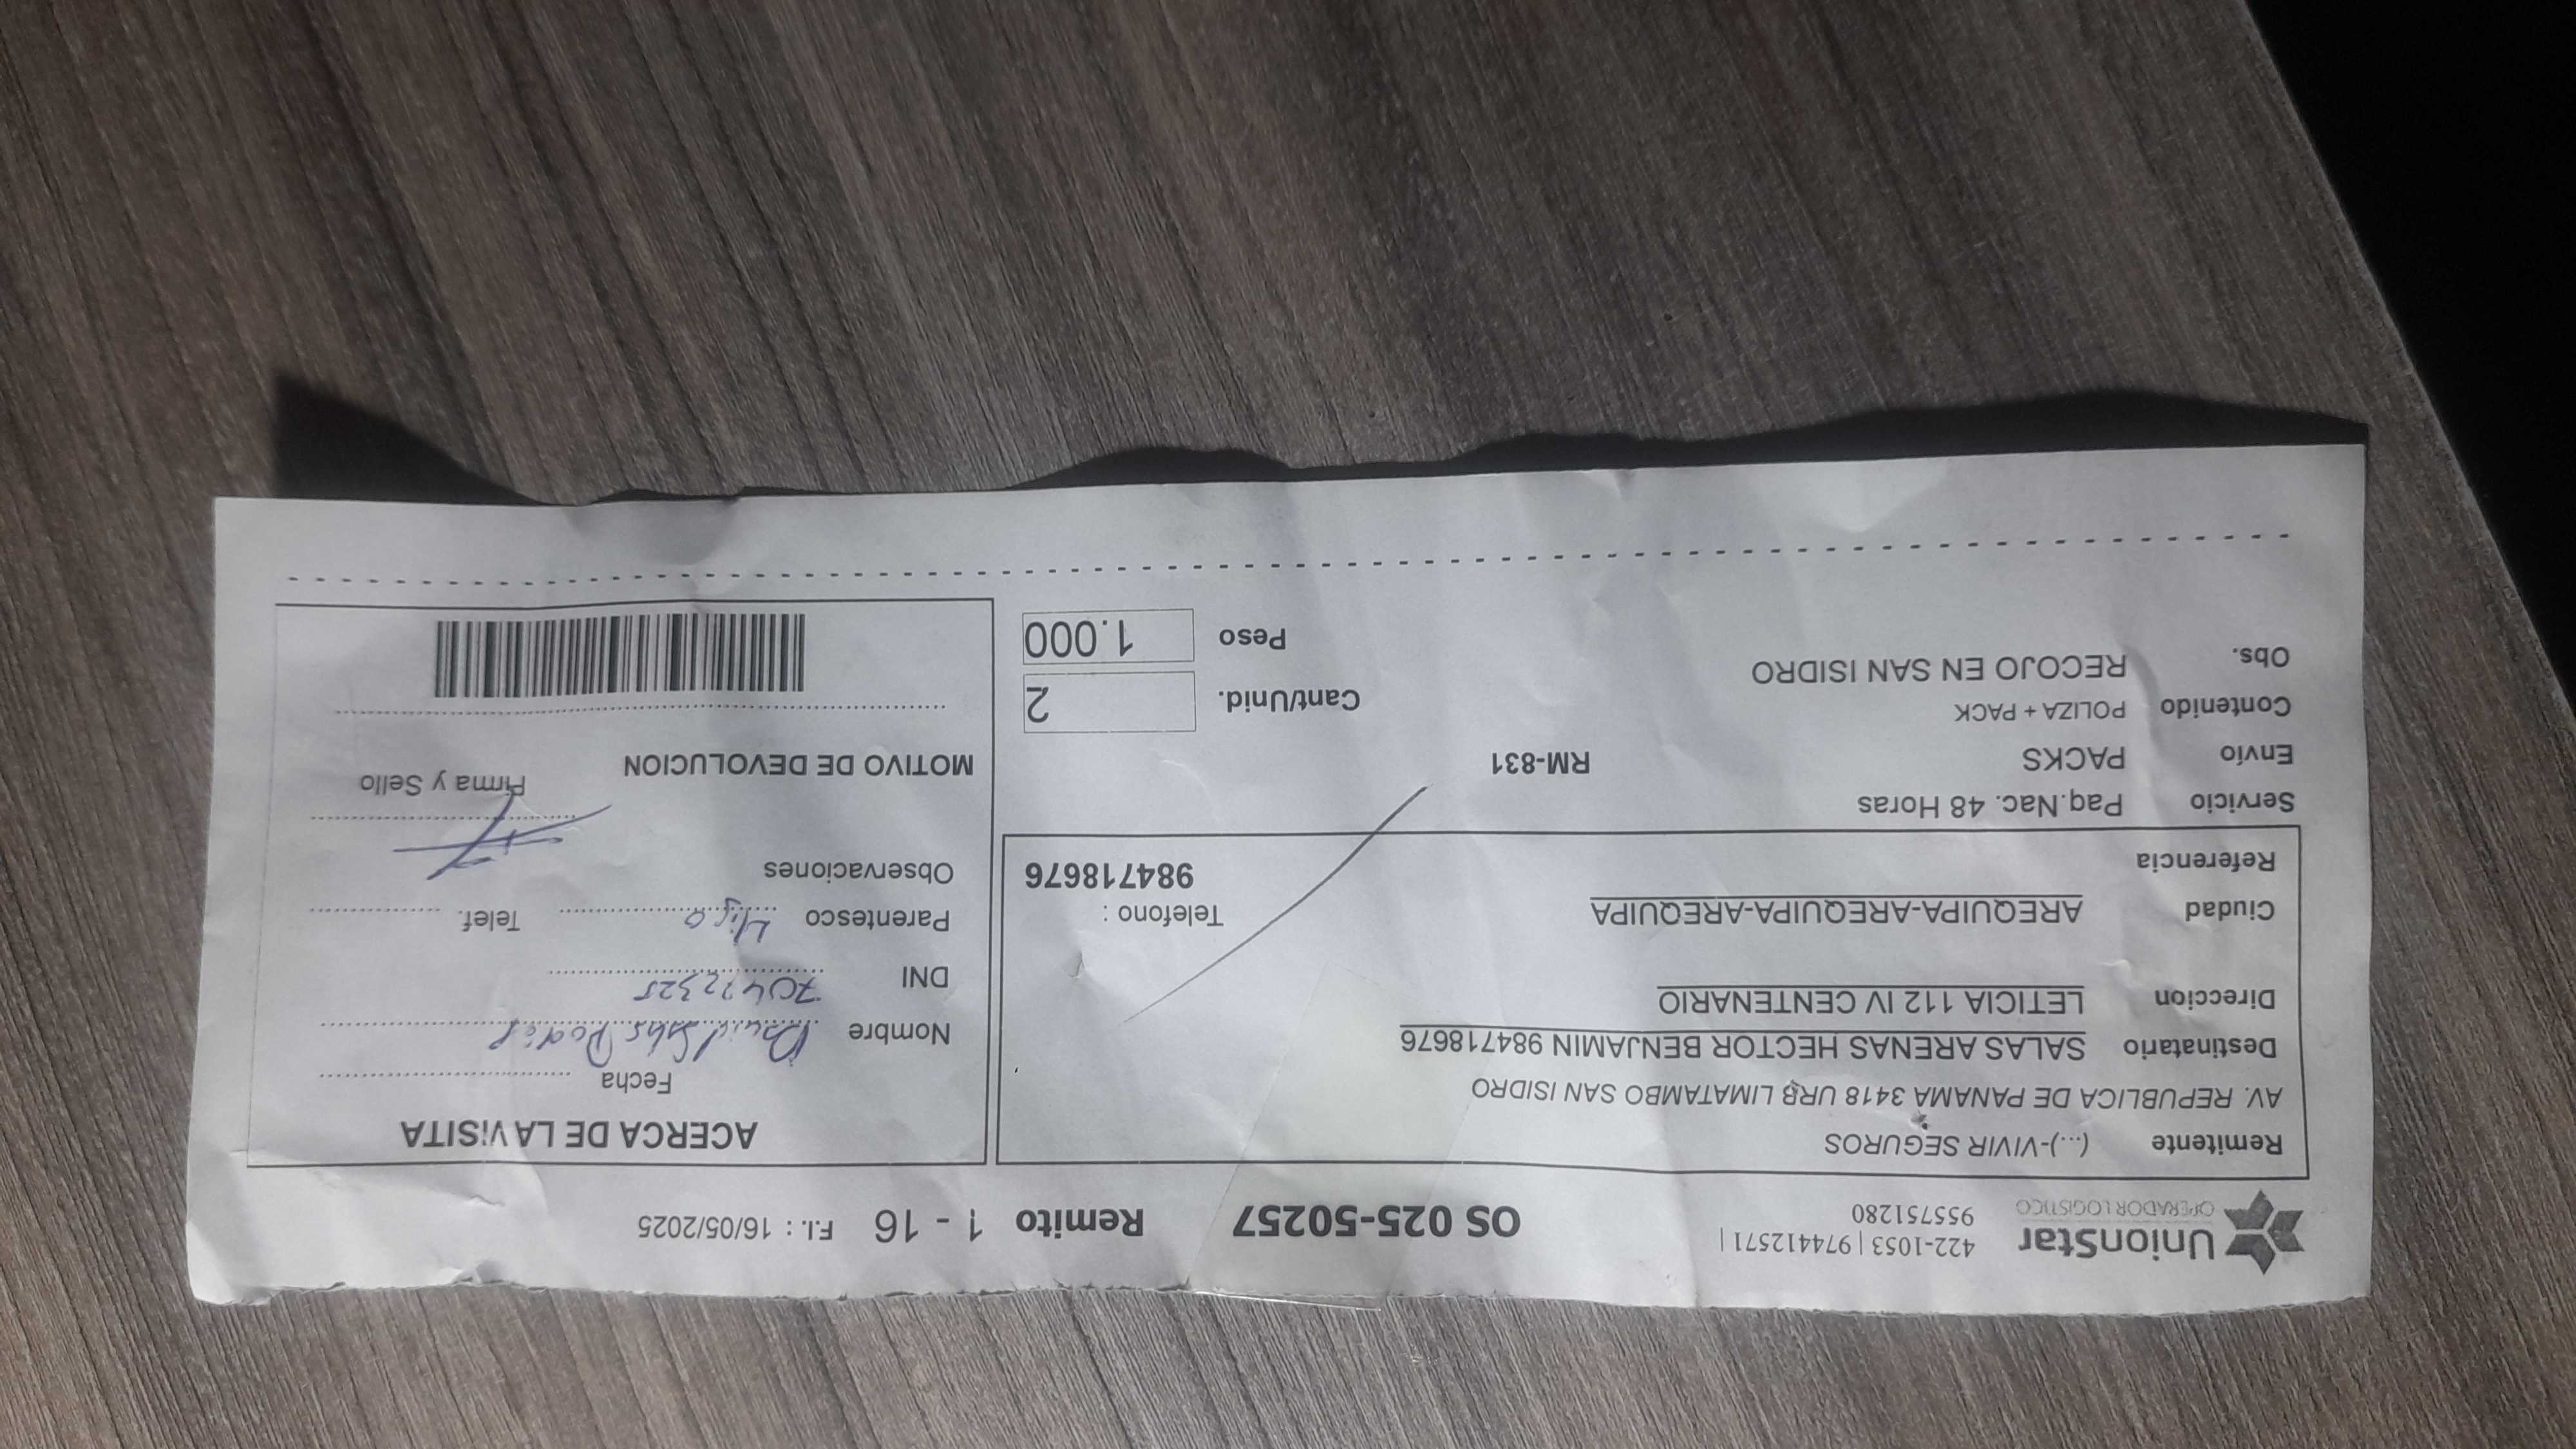 UnionStar
OPERADOR LOGISTICO
422-1053 | 974412571 |
955751280
OS 025-50257
Remito 1 - 16 F.I. : 16/05/2025
Remitente (...)-VIVIR SEGUROS
AV. REPUBLICA DE PANAMA 3418 URB LIMATAMBO SAN ISIDRO
Destinatario SALAS ARENAS HECTOR BENJAMIN 984718676
Direccion LETICIA 112 IV CENTENARIO
Ciudad AREQUIPA-AREQUIPA-AREQUIPA
Telefono :
984718676
Referencia
Servicio Paq.Nac. 48 Horas
Envío PACKS RM-831
Contenido POLIZA + PACK
Obs. RECOJO EN SAN ISIDRO
Cant/Unid. 2
Peso 1.000
ACERCA DE LA VISITA
Fecha
Nombre David Salas
DNI
Parentesco Hijo Telef.
Observaciones
Firma y Sello
MOTIVO DE DEVOLUCION